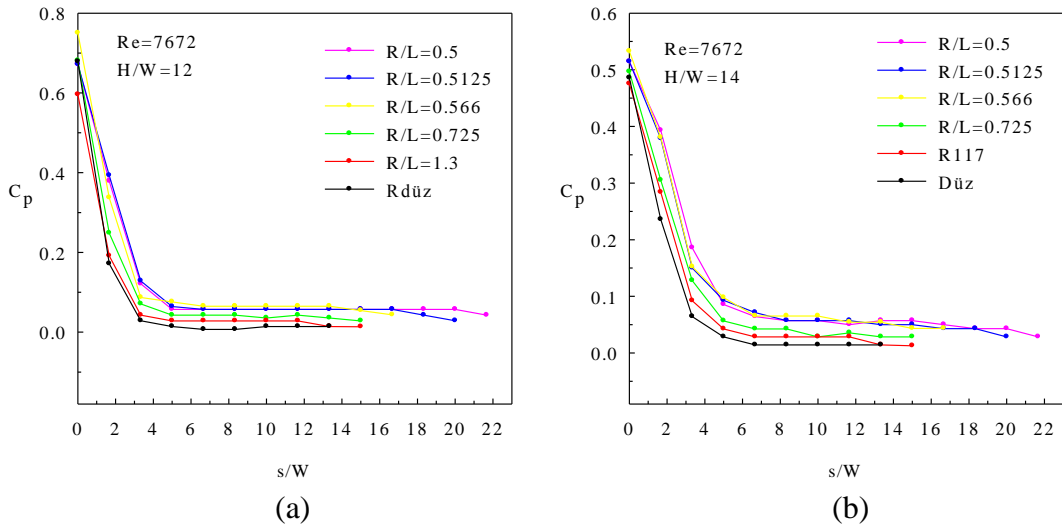 Re=7672
H/W=12
R/L=0.5
R/L=0.5125
R/L=0.566
R/L=0.725
R/L=1.3
Rdüz
0.8
0.6
0.4
0.2
0.0
Cp
0 2 4 6 8 10 12 14 16 18 20 22
s/W
(a)
Re=7672
H/W=14
R/L=0.5
R/L=0.5125
R/L=0.566
R/L=0.725
R117
Düz
0.6
0.5
0.4
0.3
0.2
0.1
0.0
Cp
0 2 4 6 8 10 12 14 16 18 20 22
s/W
(b)